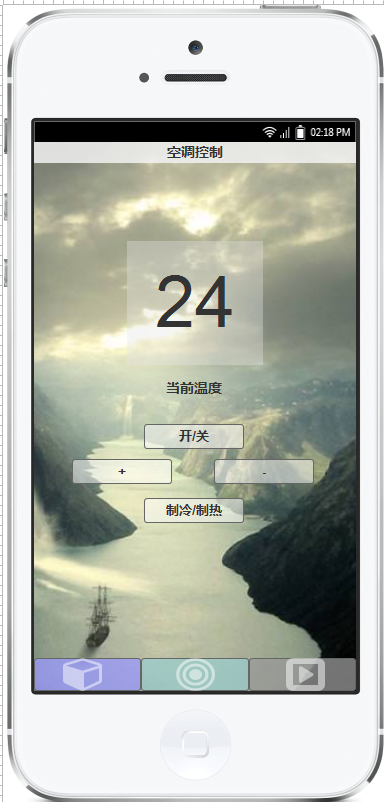 02:18 PM
空调控制
24
当前温度
开/关
+
-
制冷/制热